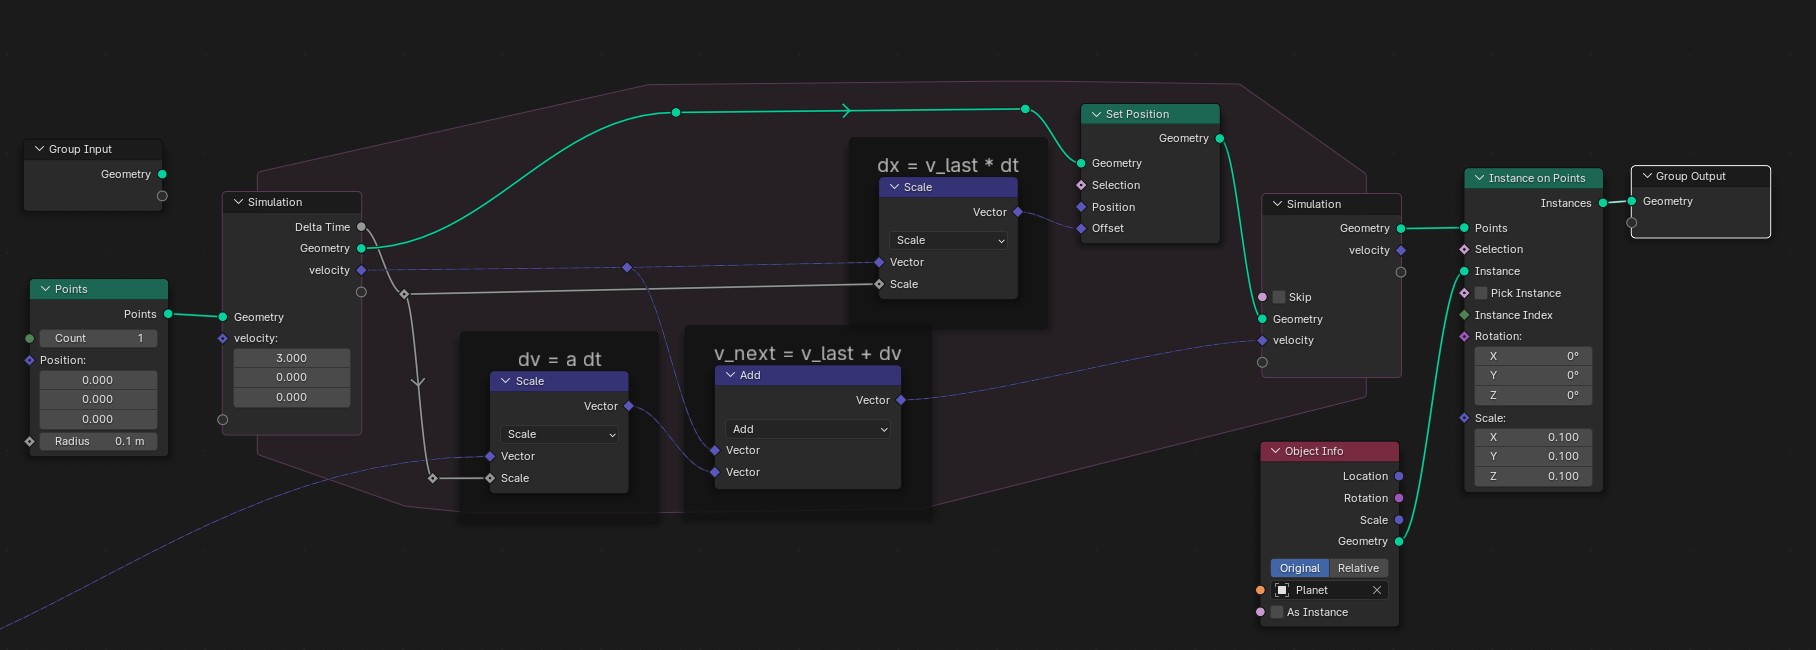 Group Input
Geometry
Points
Points
Count 1
Position:
0.000
0.000
0.000
Radius 0.1 m
Simulation
Delta Time
Geometry
velocity
Geometry
velocity:
3.000
0.000
0.000
dv = a dt
Scale
Vector
Scale
Vector
Scale
v_next = v_last + dv
Add
Vector
Add
Vector
Vector
dx = v_last * dt
Scale
Vector
Scale
Vector
Scale
Set Position
Geometry
Geometry
Selection
Position
Offset
Simulation
Geometry
velocity
Skip
Geometry
velocity
Object Info
Location
Rotation
Scale
Geometry
Original Relative
Planet
As Instance
Instance on Points
Instances
Points
Selection
Instance
Pick Instance
Instance Index
Rotation:
X 0°
Y 0°
Z 0°
Scale:
X 0.100
Y 0.100
Z 0.100
Group Output
Geometry